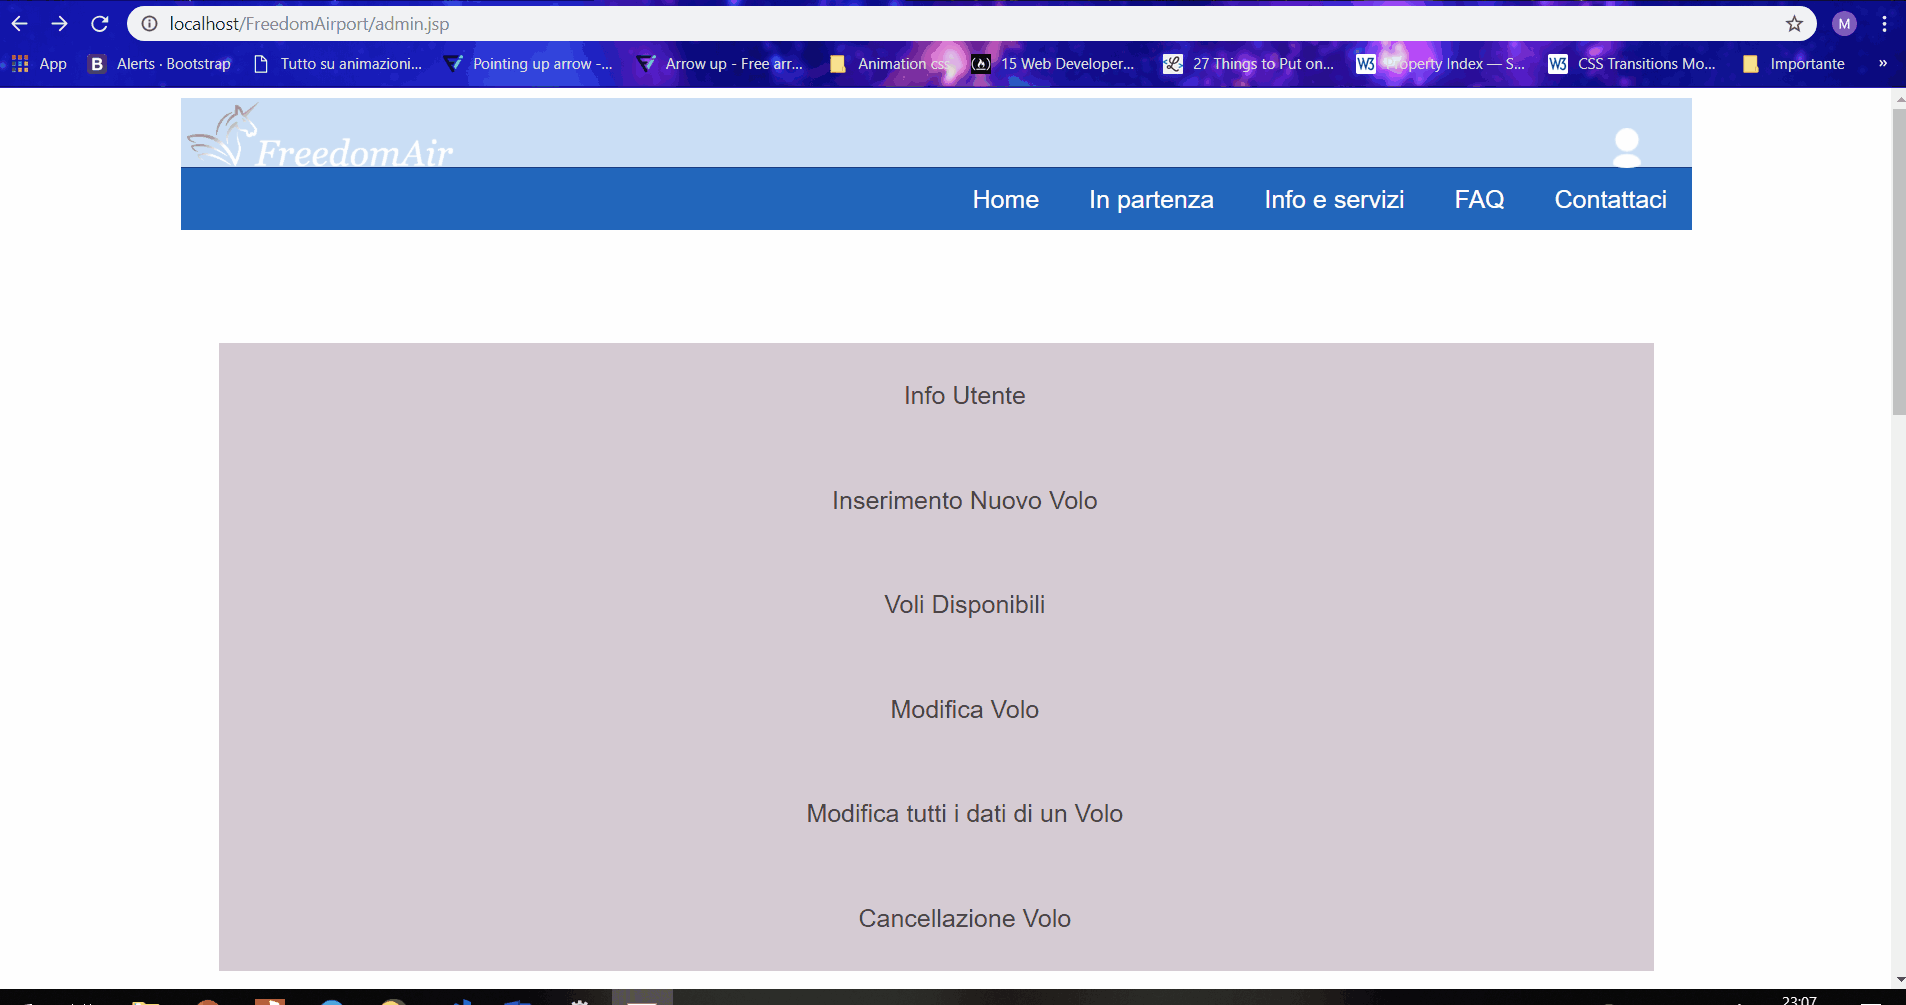 localhost/FreedomAirport/admin.jsp
M
App
B Alerts · Bootstrap
Tutto su animazioni...
Pointing up arrow -...
Arrow up - Free arr...
Animation css
15 Web Developer...
27 Things to Put on...
W3 Property Index — S...
W3 CSS Transitions Mo...
Importante
»
FreedomAir
Home In partenza Info e servizi FAQ Contattaci
Info Utente
Inserimento Nuovo Volo
Voli Disponibili
Modifica Volo
Modifica tutti i dati di un Volo
Cancellazione Volo
23:07